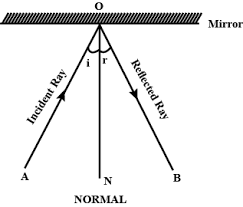 O
Mirror
i r
Incident Ray
Reflected Ray
A
N
B
NORMAL